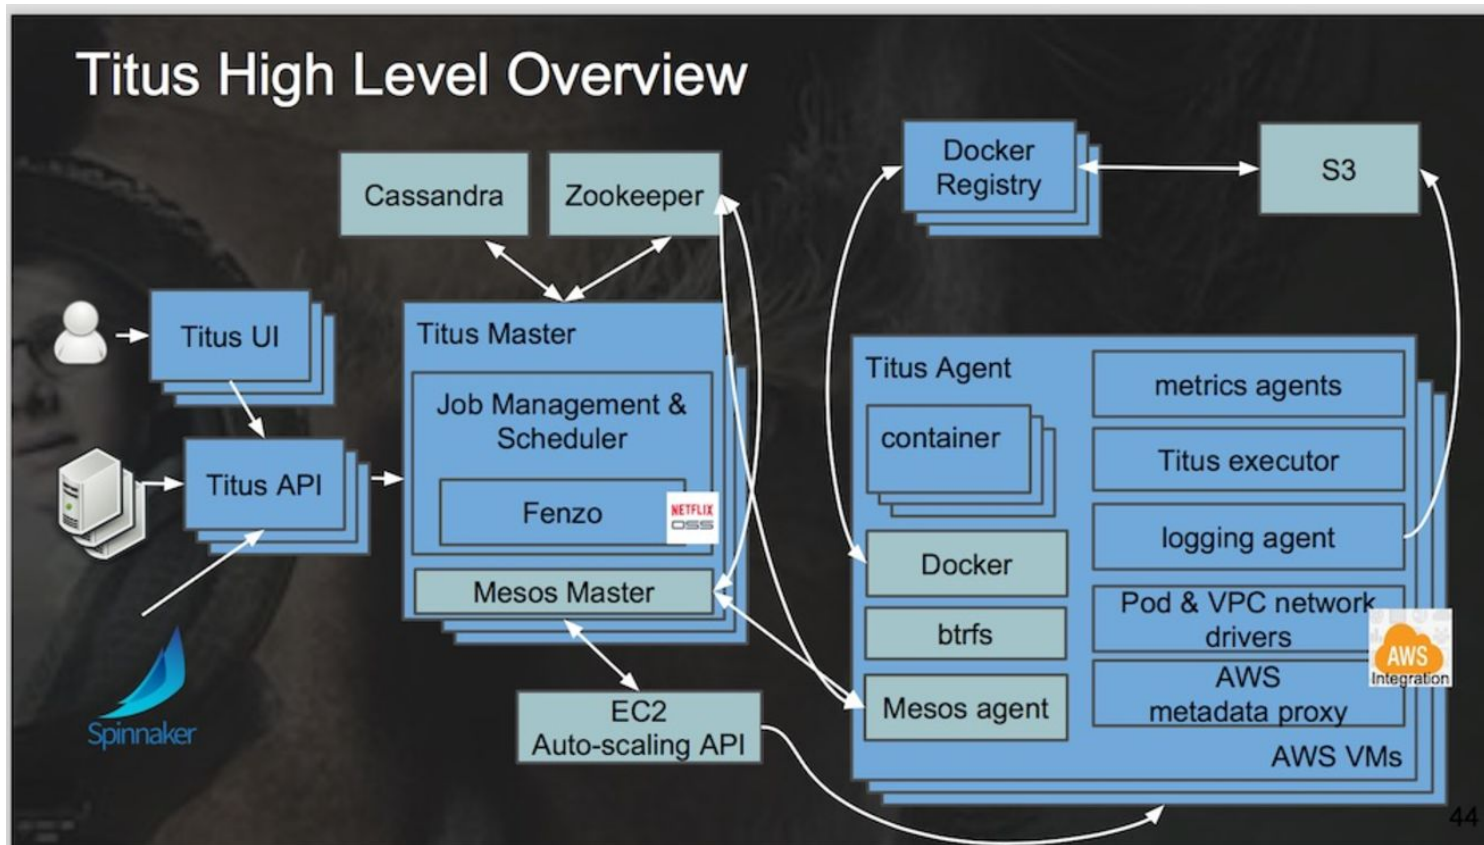 Titus High Level Overview
Cassandra
Zookeeper
Docker
Registry
S3
Titus UI
Titus API
Spinnaker
Titus Master
Job Management &
Scheduler
Fenzo
NETFLIX
OSS
Mesos Master
EC2
Auto-scaling API
Titus Agent
container
Docker
btrfs
Mesos agent
metrics agents
Titus executor
logging agent
Pod & VPC network
drivers
AWS
metadata proxy
AWS
Integration
AWS VMs
44